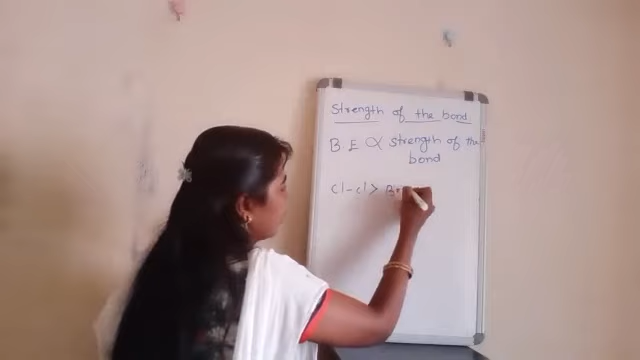 Strength of the bond
B E ∝ strength of the
bond
Cl-Cl > Br